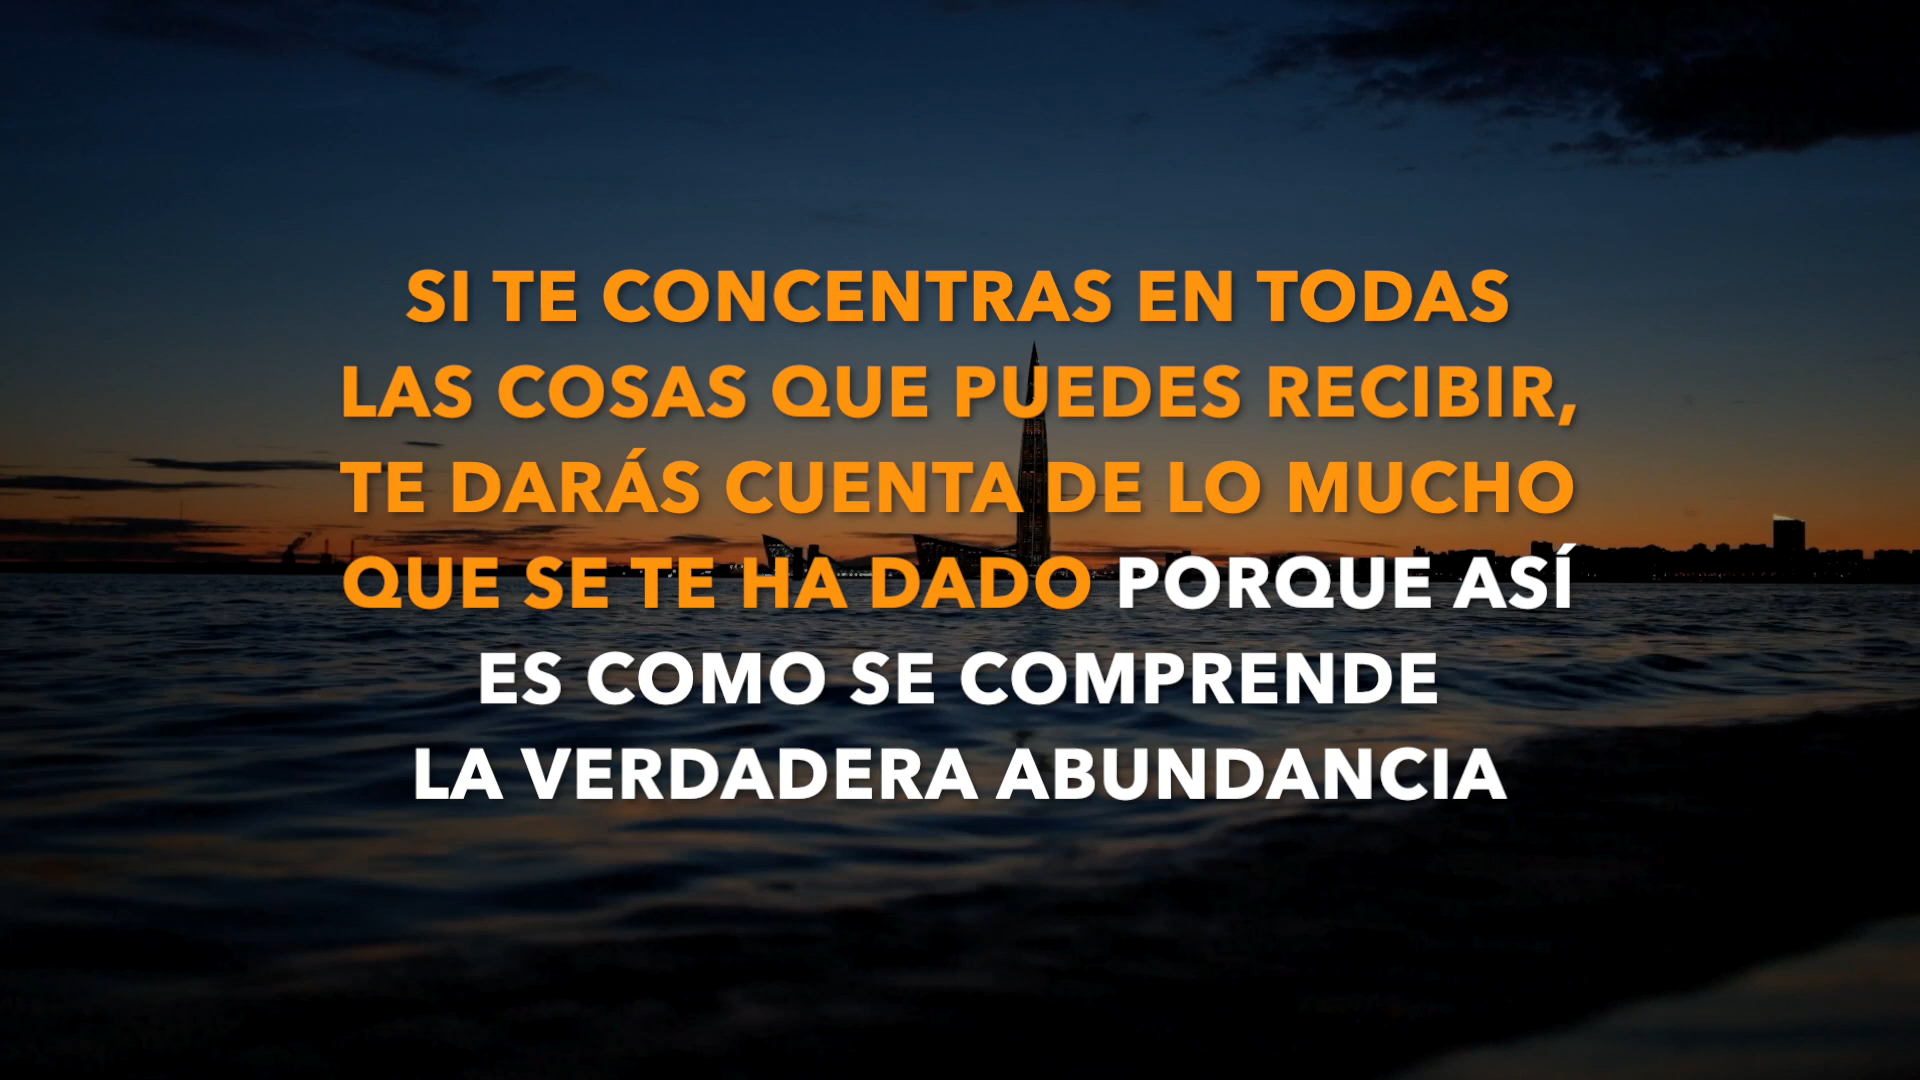 SI TE CONCENTRAS EN TODAS
LAS COSAS QUE PUEDES RECIBIR,
TE DARÁS CUENTA DE LO MUCHO
QUE SE TE HA DADO PORQUE ASÍ
ES COMO SE COMPRENDE
LA VERDADERA ABUNDANCIA